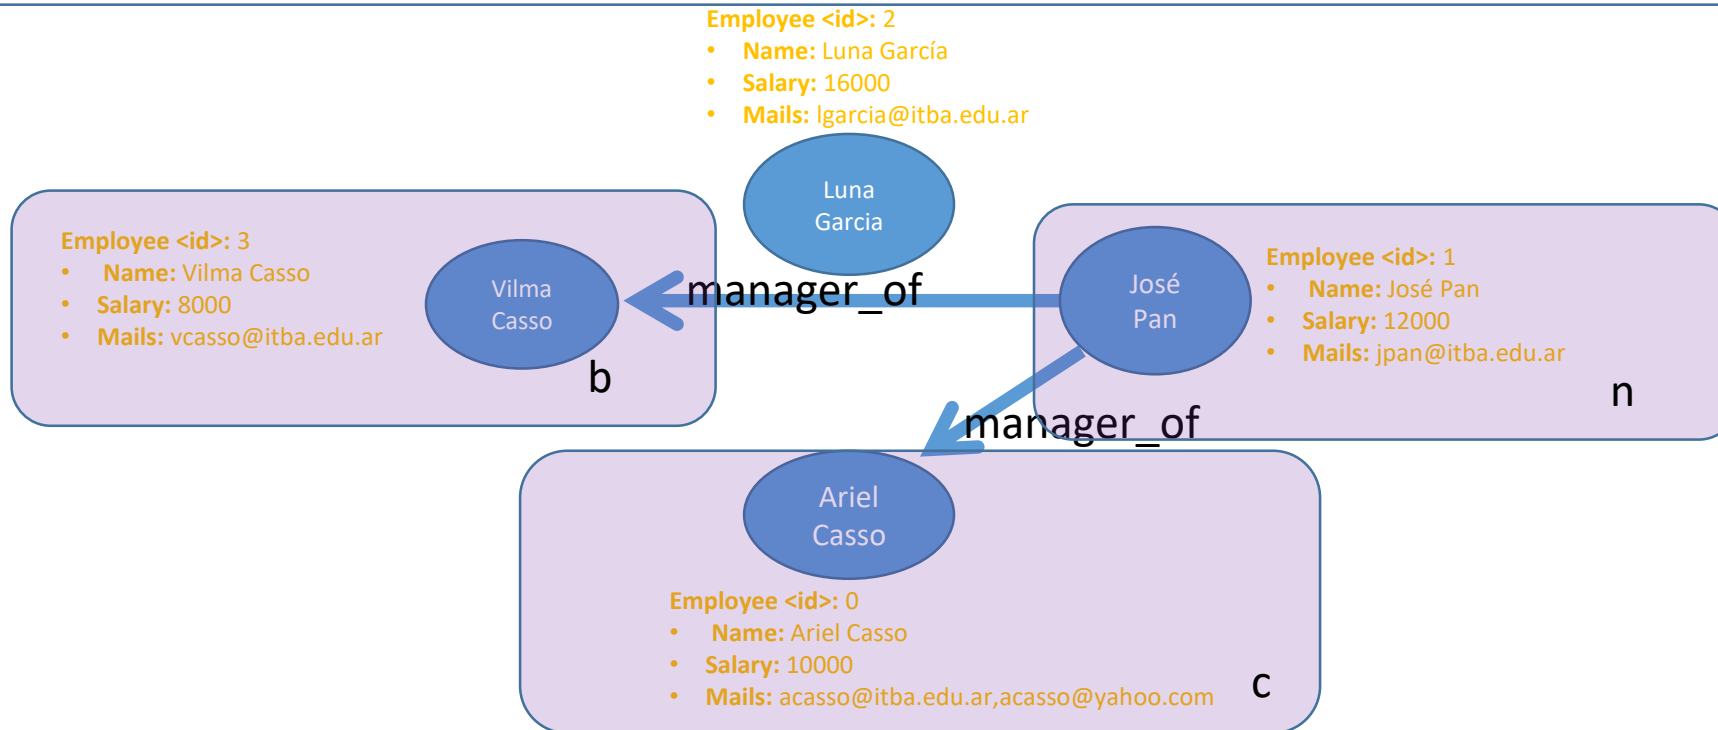 Employee <id>: 2
• Name: Luna García
• Salary: 16000
• Mails: lgarcia@itba.edu.ar
Luna
Garcia
Employee <id>: 3
• Name: Vilma Casso
• Salary: 8000
• Mails: vcasso@itba.edu.ar
Vilma
Casso
b
manager_of
José
Pan
Employee <id>: 1
• Name: José Pan
• Salary: 12000
• Mails: jpan@itba.edu.ar
n
manager_of
Ariel
Casso
Employee <id>: 0
• Name: Ariel Casso
• Salary: 10000
• Mails: acasso@itba.edu.ar,acasso@yahoo.com
c